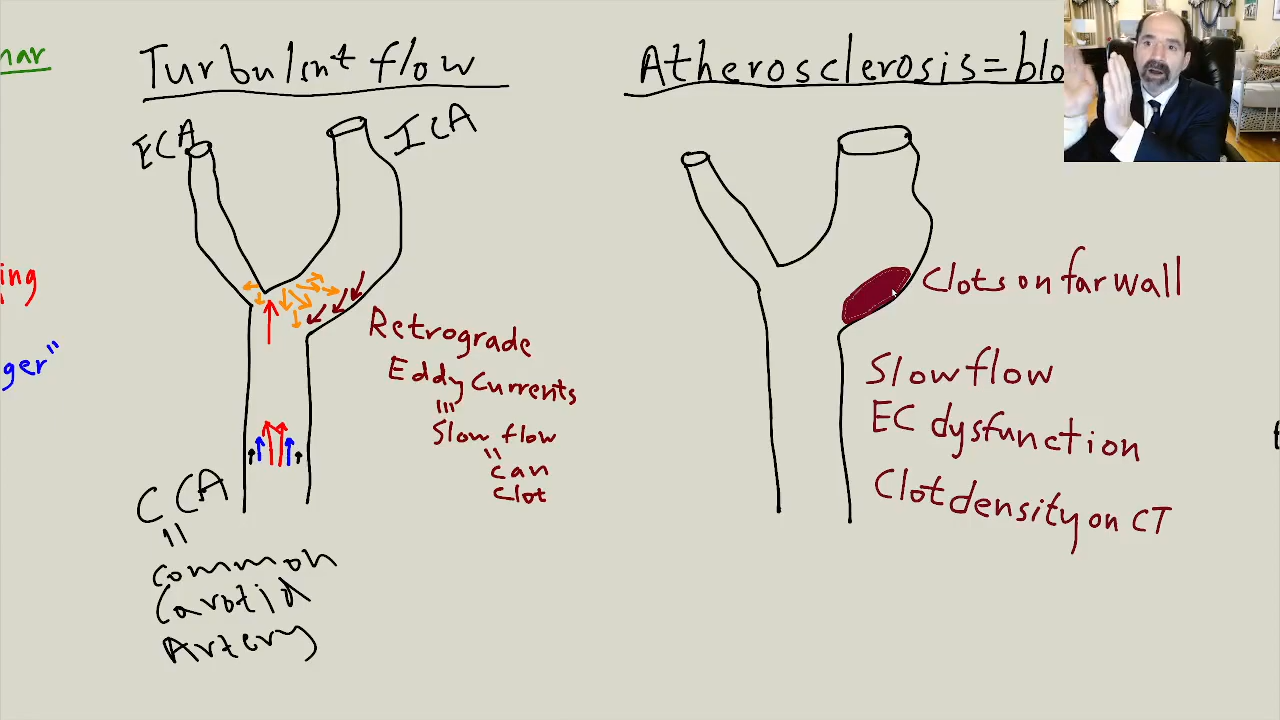 nar
Turbulent flow
ECA
ICA
ing
ger"
Retrograde
Eddy Currents
=
Slow flow
=
can
clot
CCA
=
common
Carotid
Artery
Atherosclerosis=blo
Clots on far wall
Slow flow
EC dysfunction
Clot density on CT